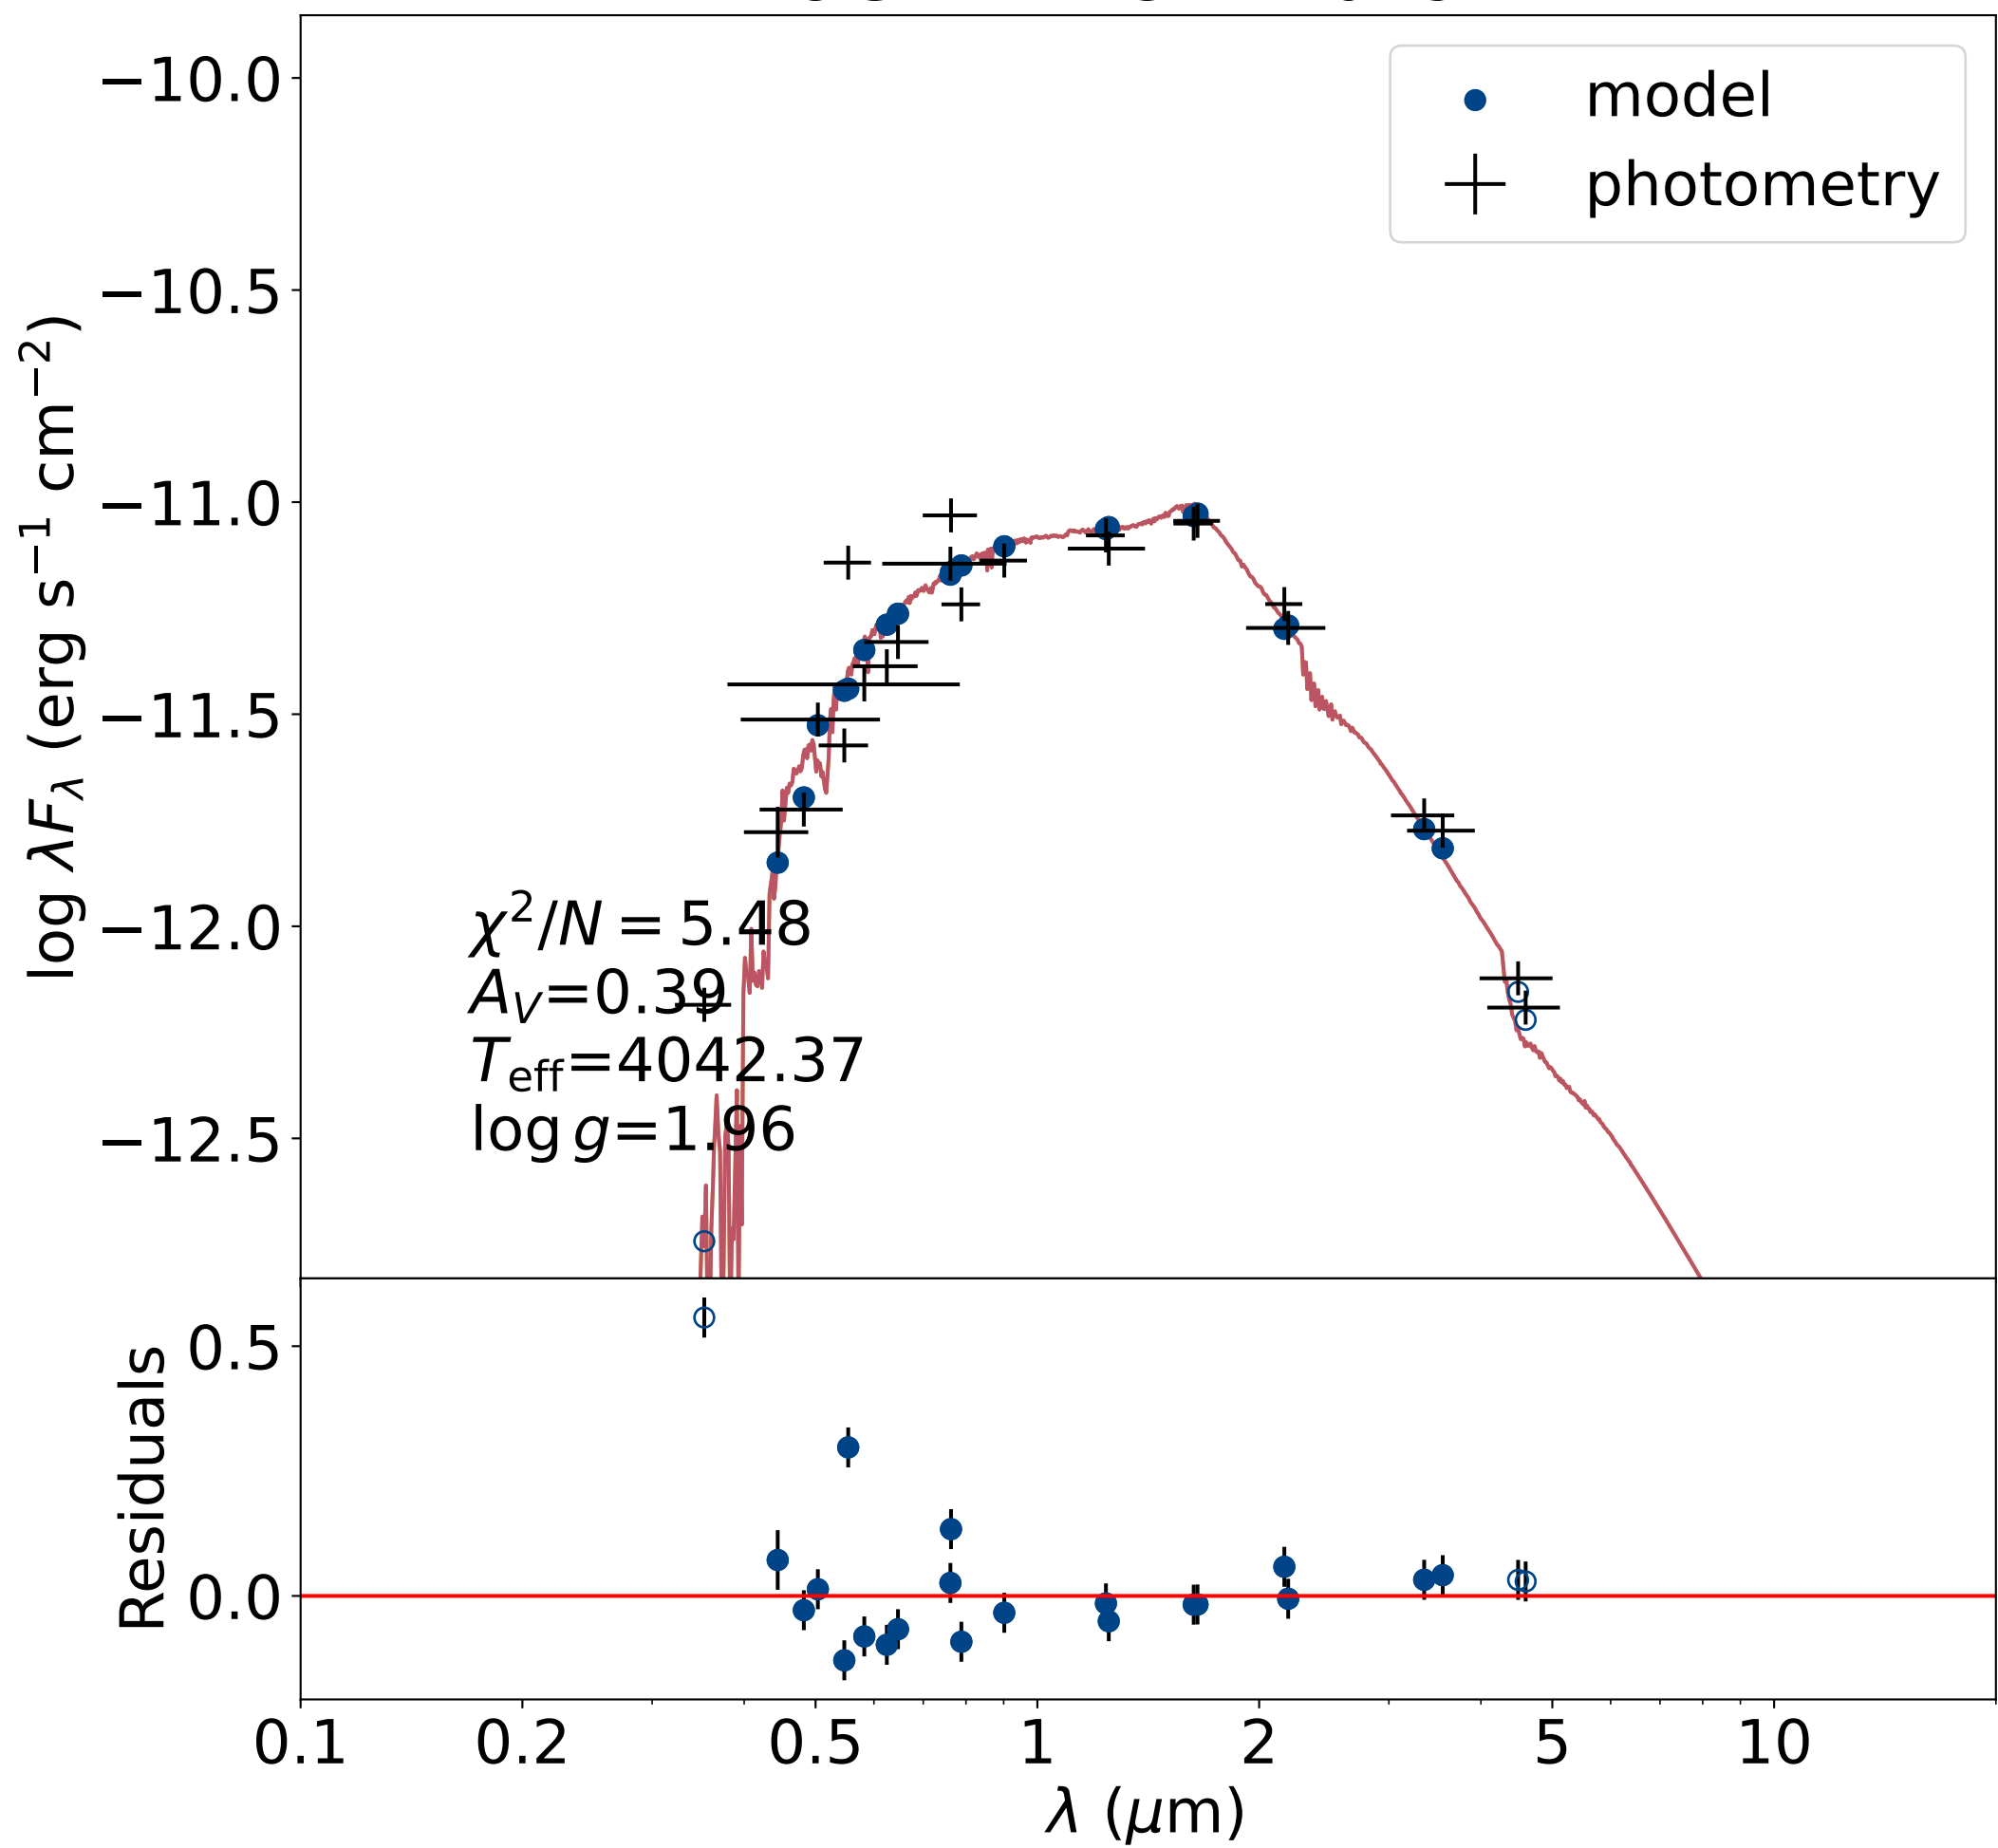 model
photometry
−10.0
−10.5
−11.0
−11.5
−12.0
−12.5
log λF_λ (erg s⁻¹ cm⁻²)
χ²/N = 5.48
A_V=0.39
T_eff=4042.37
log g=1.96
0.5
0.0
Residuals
0.1 0.2 0.5 1 2 5 10
λ (μm)